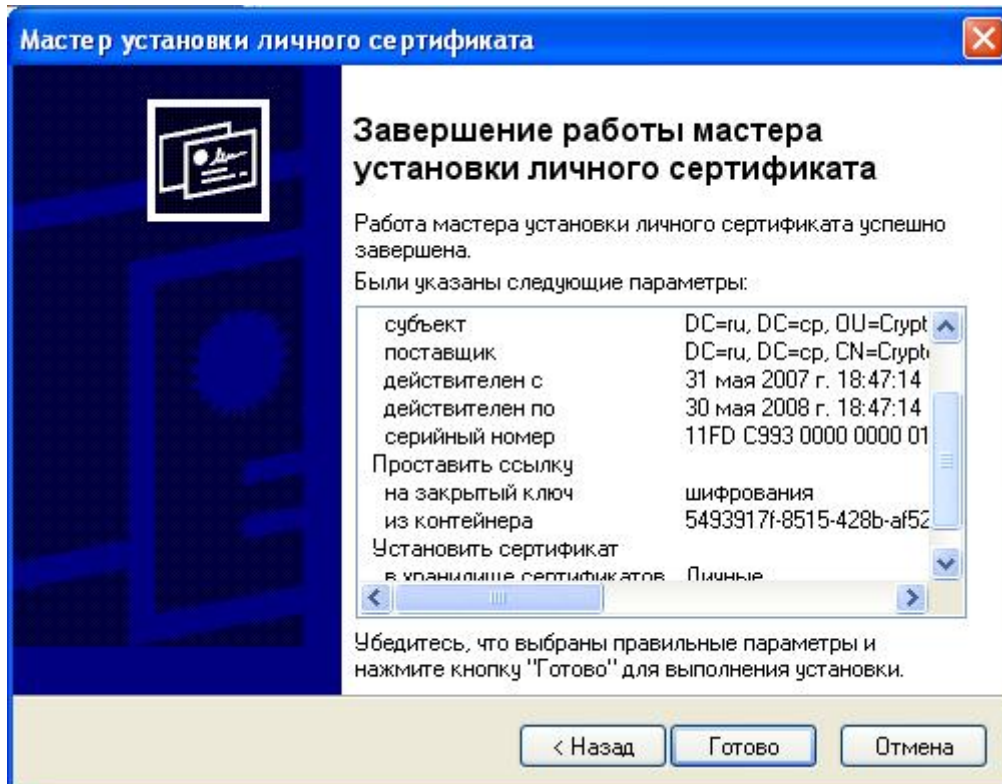 Мастер установки личного сертификата
Завершение работы мастера
установки личного сертификата
Работа мастера установки личного сертификата успешно
завершена.
Были указаны следующие параметры:
субъект DC=ru, DC=cp, OU=Crypt
поставщик DC=ru, DC=cp, CN=Crypt
действителен с 31 мая 2007 г. 18:47:14
действителен по 30 мая 2008 г. 18:47:14
серийный номер 11FD C993 0000 0000 01
Проставить ссылку
на закрытый ключ шифрования
из контейнера 5493917f-8515-428b-af52
Установить сертификат
в хранилище сертификатов Личные
Убедитесь, что выбраны правильные параметры и
нажмите кнопку "Готово" для выполнения установки.
< Назад Готово Отмена